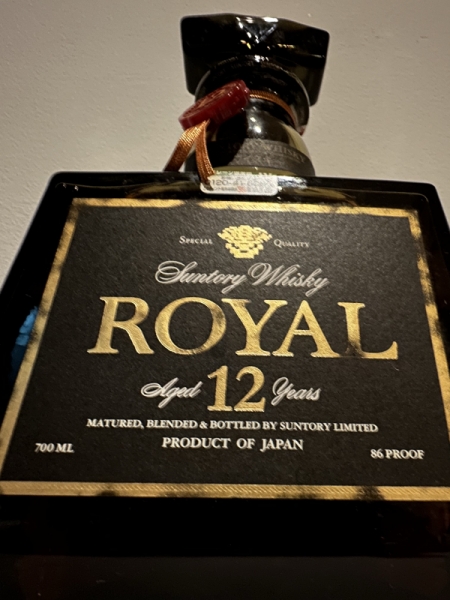 SPECIAL QUALITY
Suntory Whisky
ROYAL
Aged 12 Years
MATURED, BLENDED & BOTTLED BY SUNTORY LIMITED
700 ML PRODUCT OF JAPAN 86 PROOF